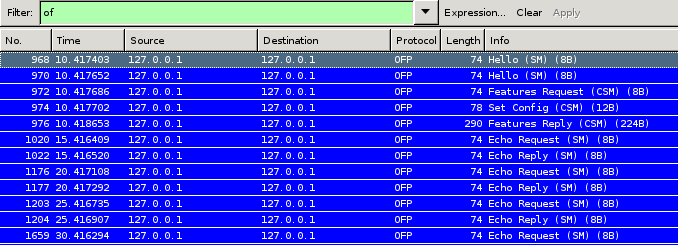 Filter: of Expression... Clear Apply
No. Time Source Destination Protocol Length Info
968 10.417403 127.0.0.1 127.0.0.1 OFP 74 Hello (SM) (8B)
970 10.417652 127.0.0.1 127.0.0.1 OFP 74 Hello (SM) (8B)
972 10.417686 127.0.0.1 127.0.0.1 OFP 74 Features Request (CSM) (8B)
974 10.417702 127.0.0.1 127.0.0.1 OFP 78 Set Config (CSM) (12B)
976 10.418653 127.0.0.1 127.0.0.1 OFP 290 Features Reply (CSM) (224B)
1020 15.416409 127.0.0.1 127.0.0.1 OFP 74 Echo Request (SM) (8B)
1022 15.416520 127.0.0.1 127.0.0.1 OFP 74 Echo Reply (SM) (8B)
1176 20.417108 127.0.0.1 127.0.0.1 OFP 74 Echo Request (SM) (8B)
1177 20.417292 127.0.0.1 127.0.0.1 OFP 74 Echo Reply (SM) (8B)
1203 25.416735 127.0.0.1 127.0.0.1 OFP 74 Echo Request (SM) (8B)
1204 25.416907 127.0.0.1 127.0.0.1 OFP 74 Echo Reply (SM) (8B)
1659 30.416294 127.0.0.1 127.0.0.1 OFP 74 Echo Request (SM) (8B)